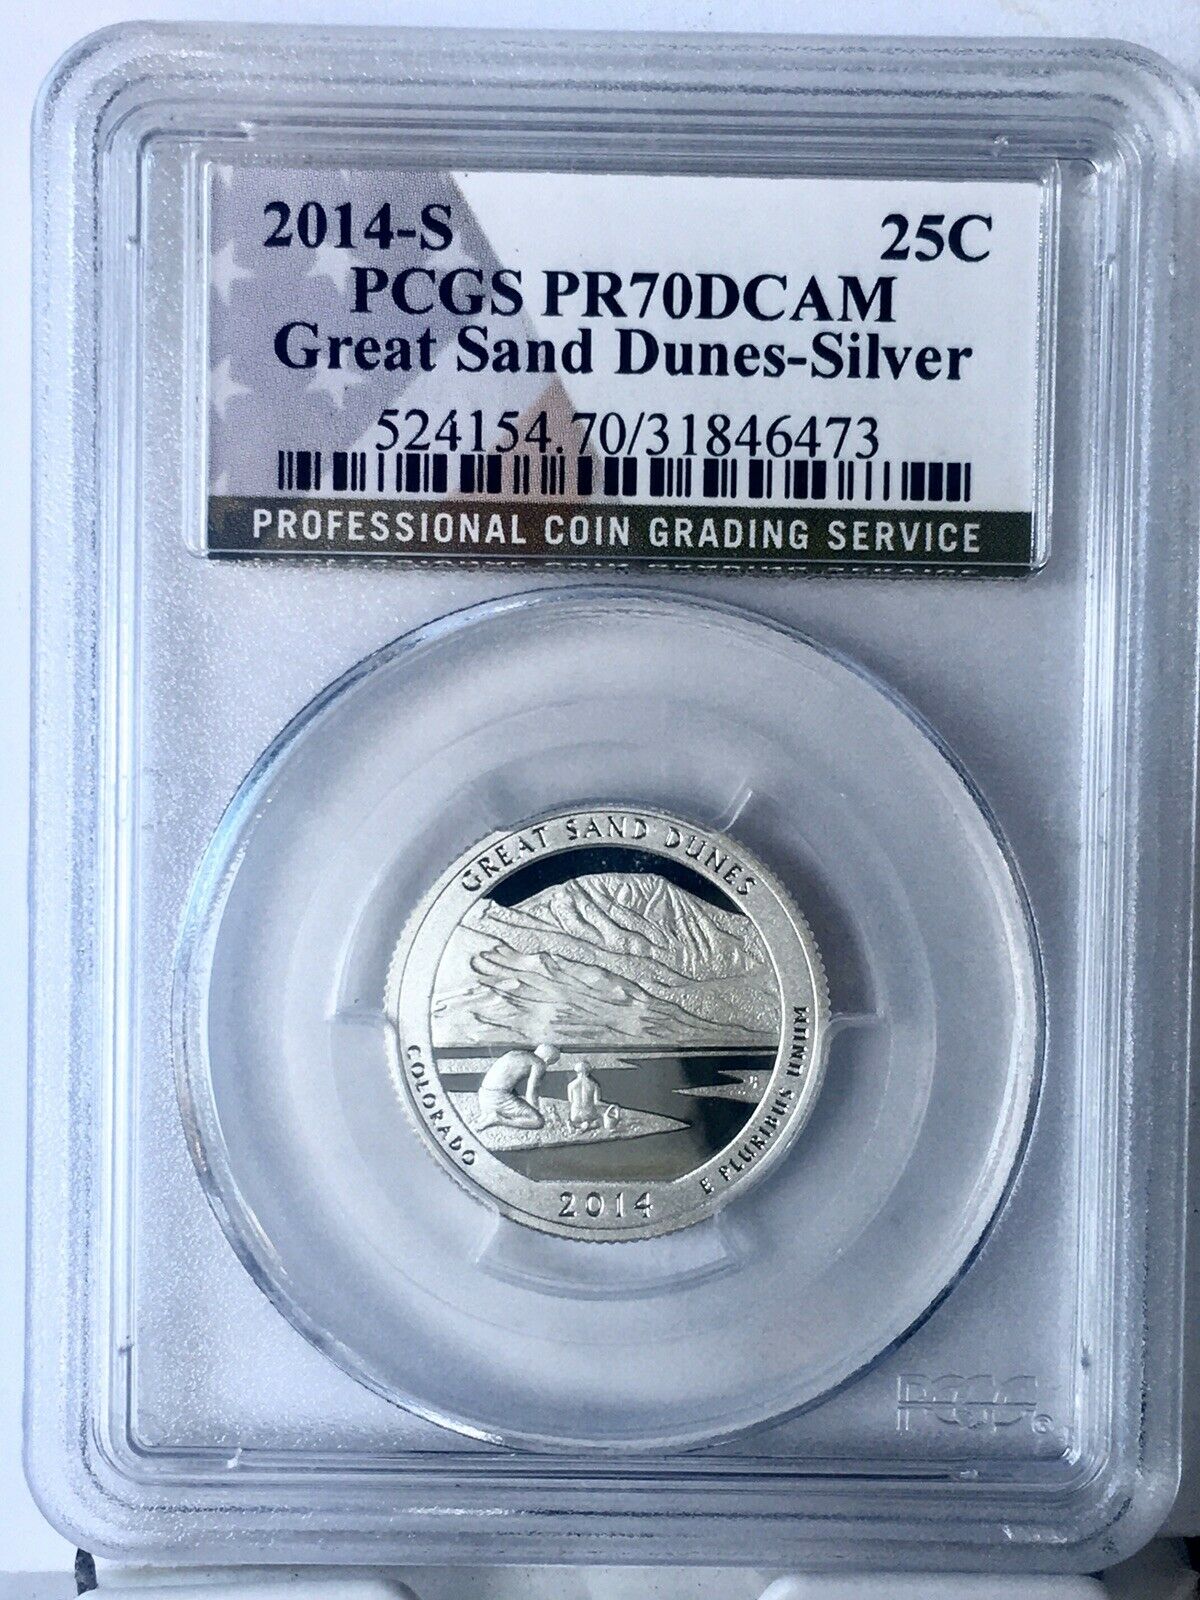 2014-S 25C
PCGS PR70DCAM
Great Sand Dunes-Silver
524154.70/31846473
PROFESSIONAL COIN GRADING SERVICE
GREAT SAND DUNES
COLORADO
E PLURIBUS UNUM
2014
PCGS®